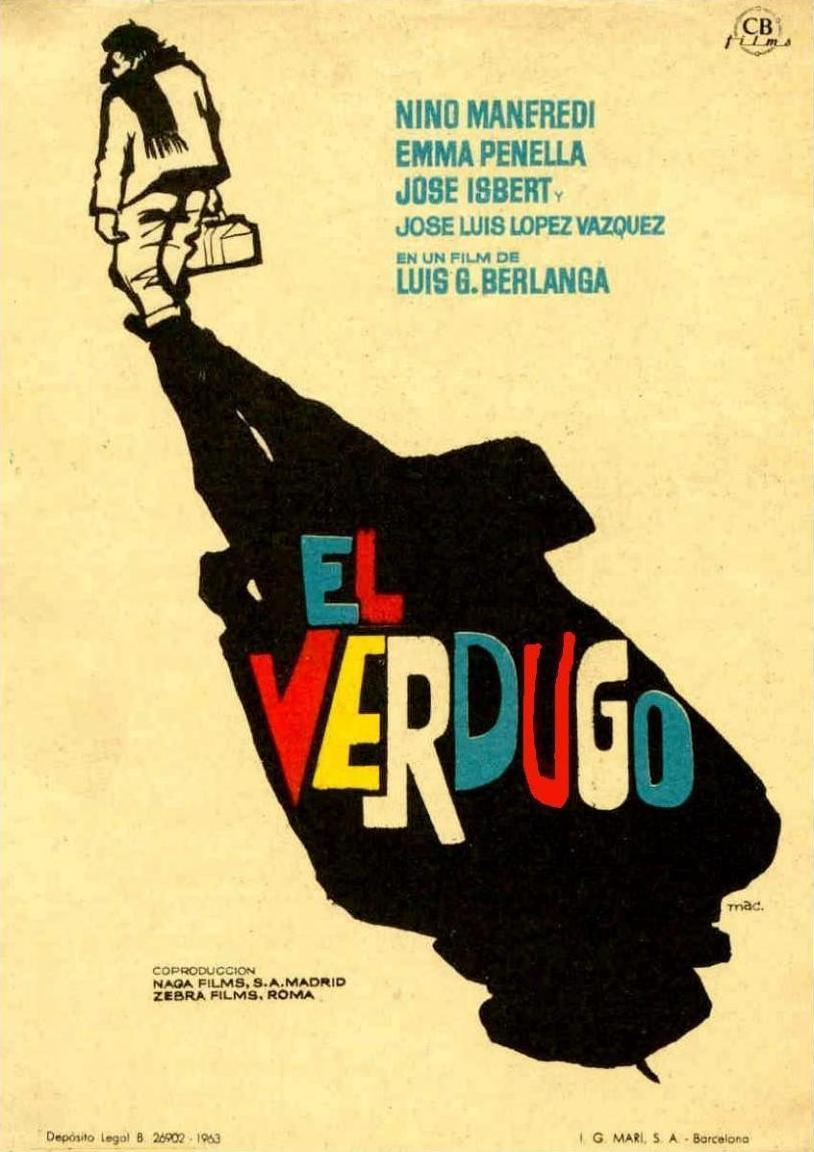 CB
films
NINO MANFREDI
EMMA PENELLA
JOSE ISBERT Y
JOSE LUIS LOPEZ VAZQUEZ
EN UN FILM DE
LUIS G. BERLANGA
EL
VERDUGO
mac.
COPRODUCCION
NAGA FILMS, S.A. MADRID
ZEBRA FILMS, ROMA
Depósito Legal B. 26902 - 1963
I. G. MARI, S. A. - Barcelona